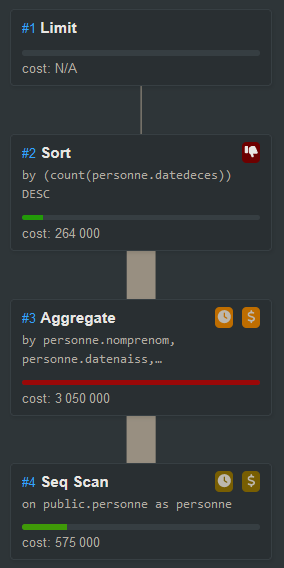 #1 Limit
cost: N/A
#2 Sort
by (count(personne.datedeces))
DESC
cost: 264 000
#3 Aggregate
$
by personne.nomprenom,
personne.datenaiss,…
cost: 3 050 000
#4 Seq Scan
$
on public.personne as personne
cost: 575 000